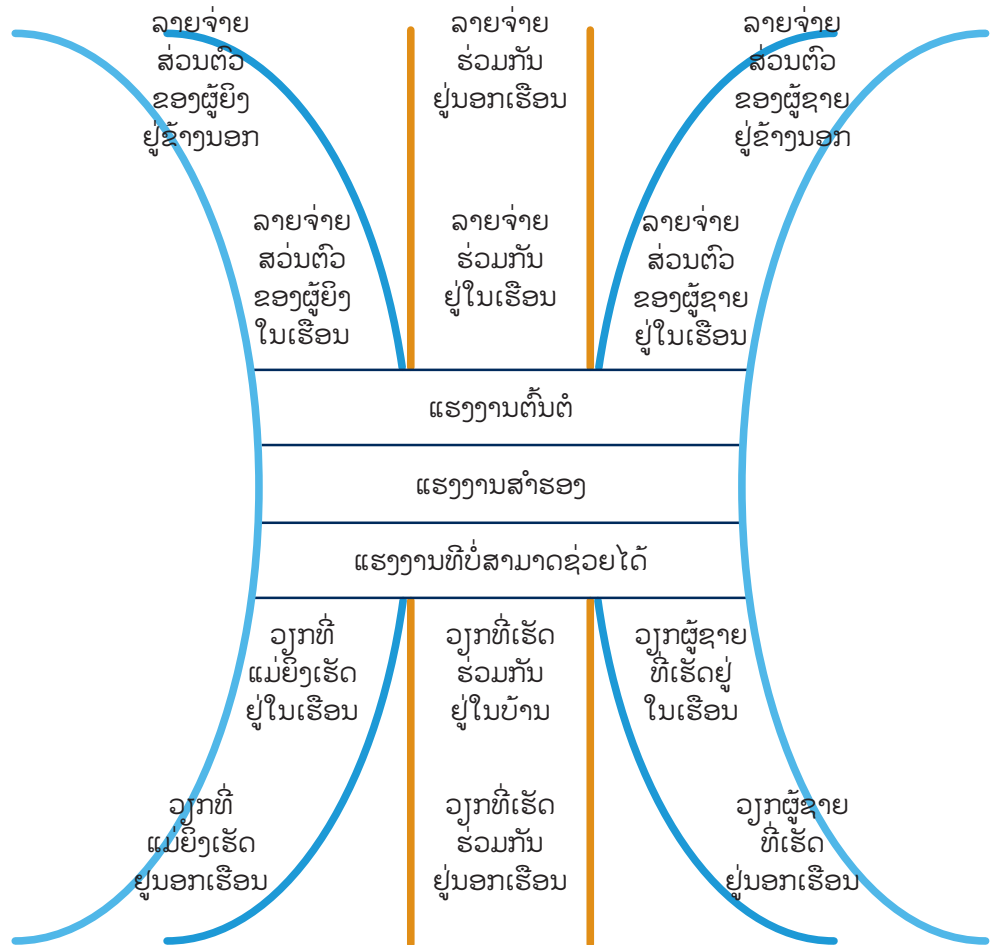 ລາຍຈ່າຍ
ສ່ວນຕົວ
ຂອງຜູ້ຍິງ
ຢູ່ຂ້າງນອກ
ລາຍຈ່າຍ
ຮ່ວມກັນ
ຢູ່ນອກເຮືອນ
ລາຍຈ່າຍ
ສ່ວນຕົວ
ຂອງຜູ້ຊາຍ
ຢູ່ຂ້າງນອກ
ລາຍຈ່າຍ
ສວ່ນຕົວ
ຂອງຜູ້ຍິງ
ໃນເຮືອນ
ລາຍຈ່າຍ
ຮ່ວມກັນ
ຢູ່ໃນເຮືອນ
ລາຍຈ່າຍ
ສ່ວນຕົວ
ຂອງຜູ້ຊາຍ
ຢູ່ໃນເຮືອນ
ແຮງງານຕົ້ນຕໍ
ແຮງງານສຳຮອງ
ແຮງງານທີບໍ່ສາມາດຊ່ວຍໄດ້
ວຽກທີ່
ແມ່ຍິງເຮັດ
ຢູ່ໃນເຮືອນ
ວຽກທີ່ເຮັດ
ຮ່ວມກັນ
ຢູ່ໃນບ້ານ
ວຽກຜູ້ຊາຍ
ທີ່ເຮັດຢູ່
ໃນເຮືອນ
ວຽກທີ່
ແມ່ຍິງເຮັດ
ຢູ່ນອກເຮືອນ
ວຽກທີ່ເຮັດ
ຮ່ວມກັນ
ຢູ່ນອກເຮືອນ
ວຽກຜູ້ຊາຍ
ທີ່ເຮັດ
ຢູ່ນອກເຮືອນ